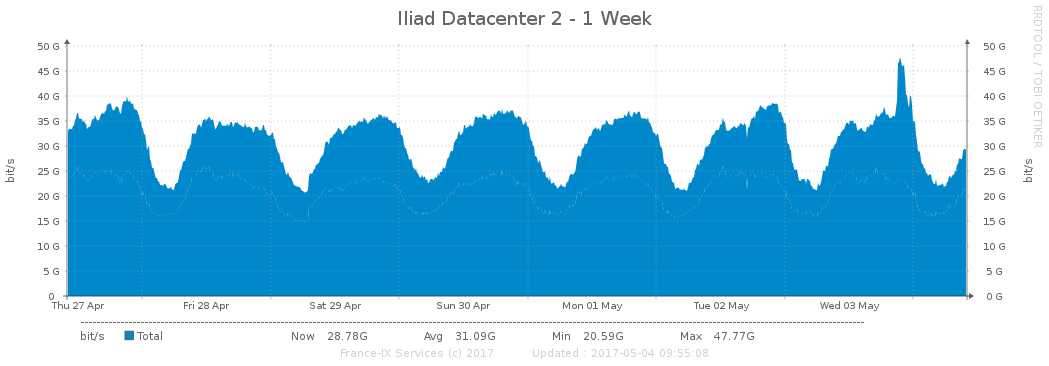 Iliad Datacenter 2 - 1 Week
RRDTOOL / TOBI OETIKER
bit/s
50 G 50 G
45 G 45 G
40 G 40 G
35 G 35 G
30 G 30 G
25 G 25 G
20 G 20 G
15 G 15 G
10 G 10 G
5 G 5 G
0 0 G
bit/s
Thu 27 Apr Fri 28 Apr Sat 29 Apr Sun 30 Apr Mon 01 May Tue 02 May Wed 03 May
bit/s Total Now 28.78G Avg 31.09G Min 20.59G Max 47.77G
France-IX Services (c) 2017 Updated : 2017-05-04 09:55:08